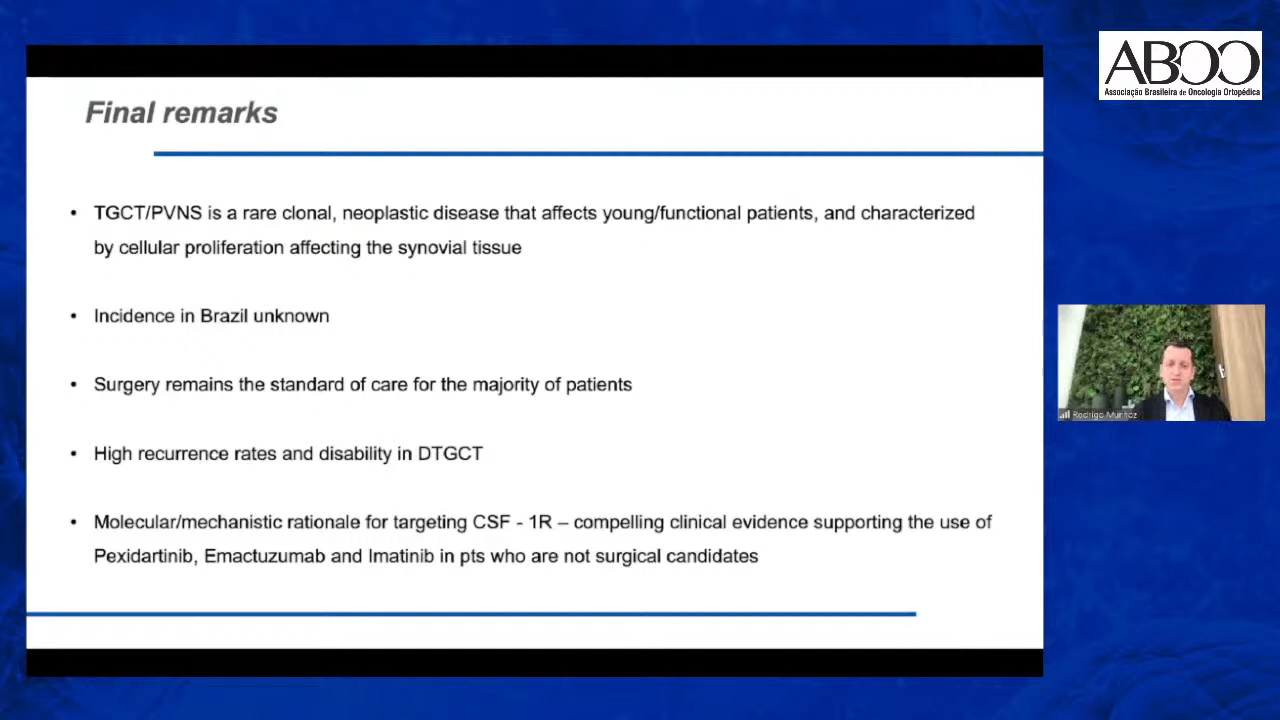 ABOO
Associação Brasileira de Oncologia Ortopédica
Final remarks
• TGCT/PVNS is a rare clonal, neoplastic disease that affects young/functional patients, and characterized
by cellular proliferation affecting the synovial tissue
• Incidence in Brazil unknown
• Surgery remains the standard of care for the majority of patients
• High recurrence rates and disability in DTGCT
• Molecular/mechanistic rationale for targeting CSF - 1R – compelling clinical evidence supporting the use of
Pexidartinib, Emactuzumab and Imatinib in pts who are not surgical candidates
Rodrigo Munhoz